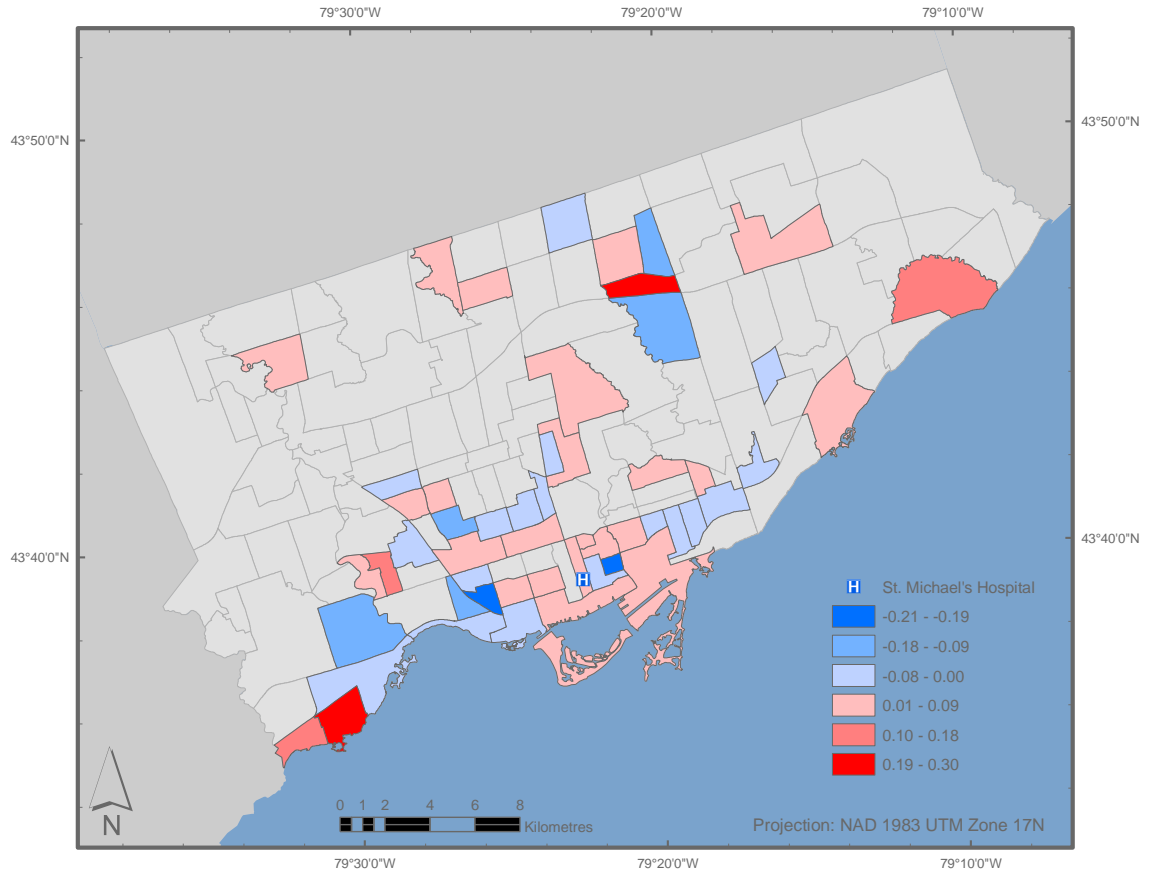 79°30'0"W 79°20'0"W 79°10'0"W
43°50'0"N 43°50'0"N
43°40'0"N 43°40'0"N
H
H St. Michael's Hospital
-0.21 - -0.19
-0.18 - -0.09
-0.08 - 0.00
0.01 - 0.09
0.10 - 0.18
0.19 - 0.30
0 1 2 4 6 8
Kilometres
N
Projection: NAD 1983 UTM Zone 17N
79°30'0"W 79°20'0"W 79°10'0"W